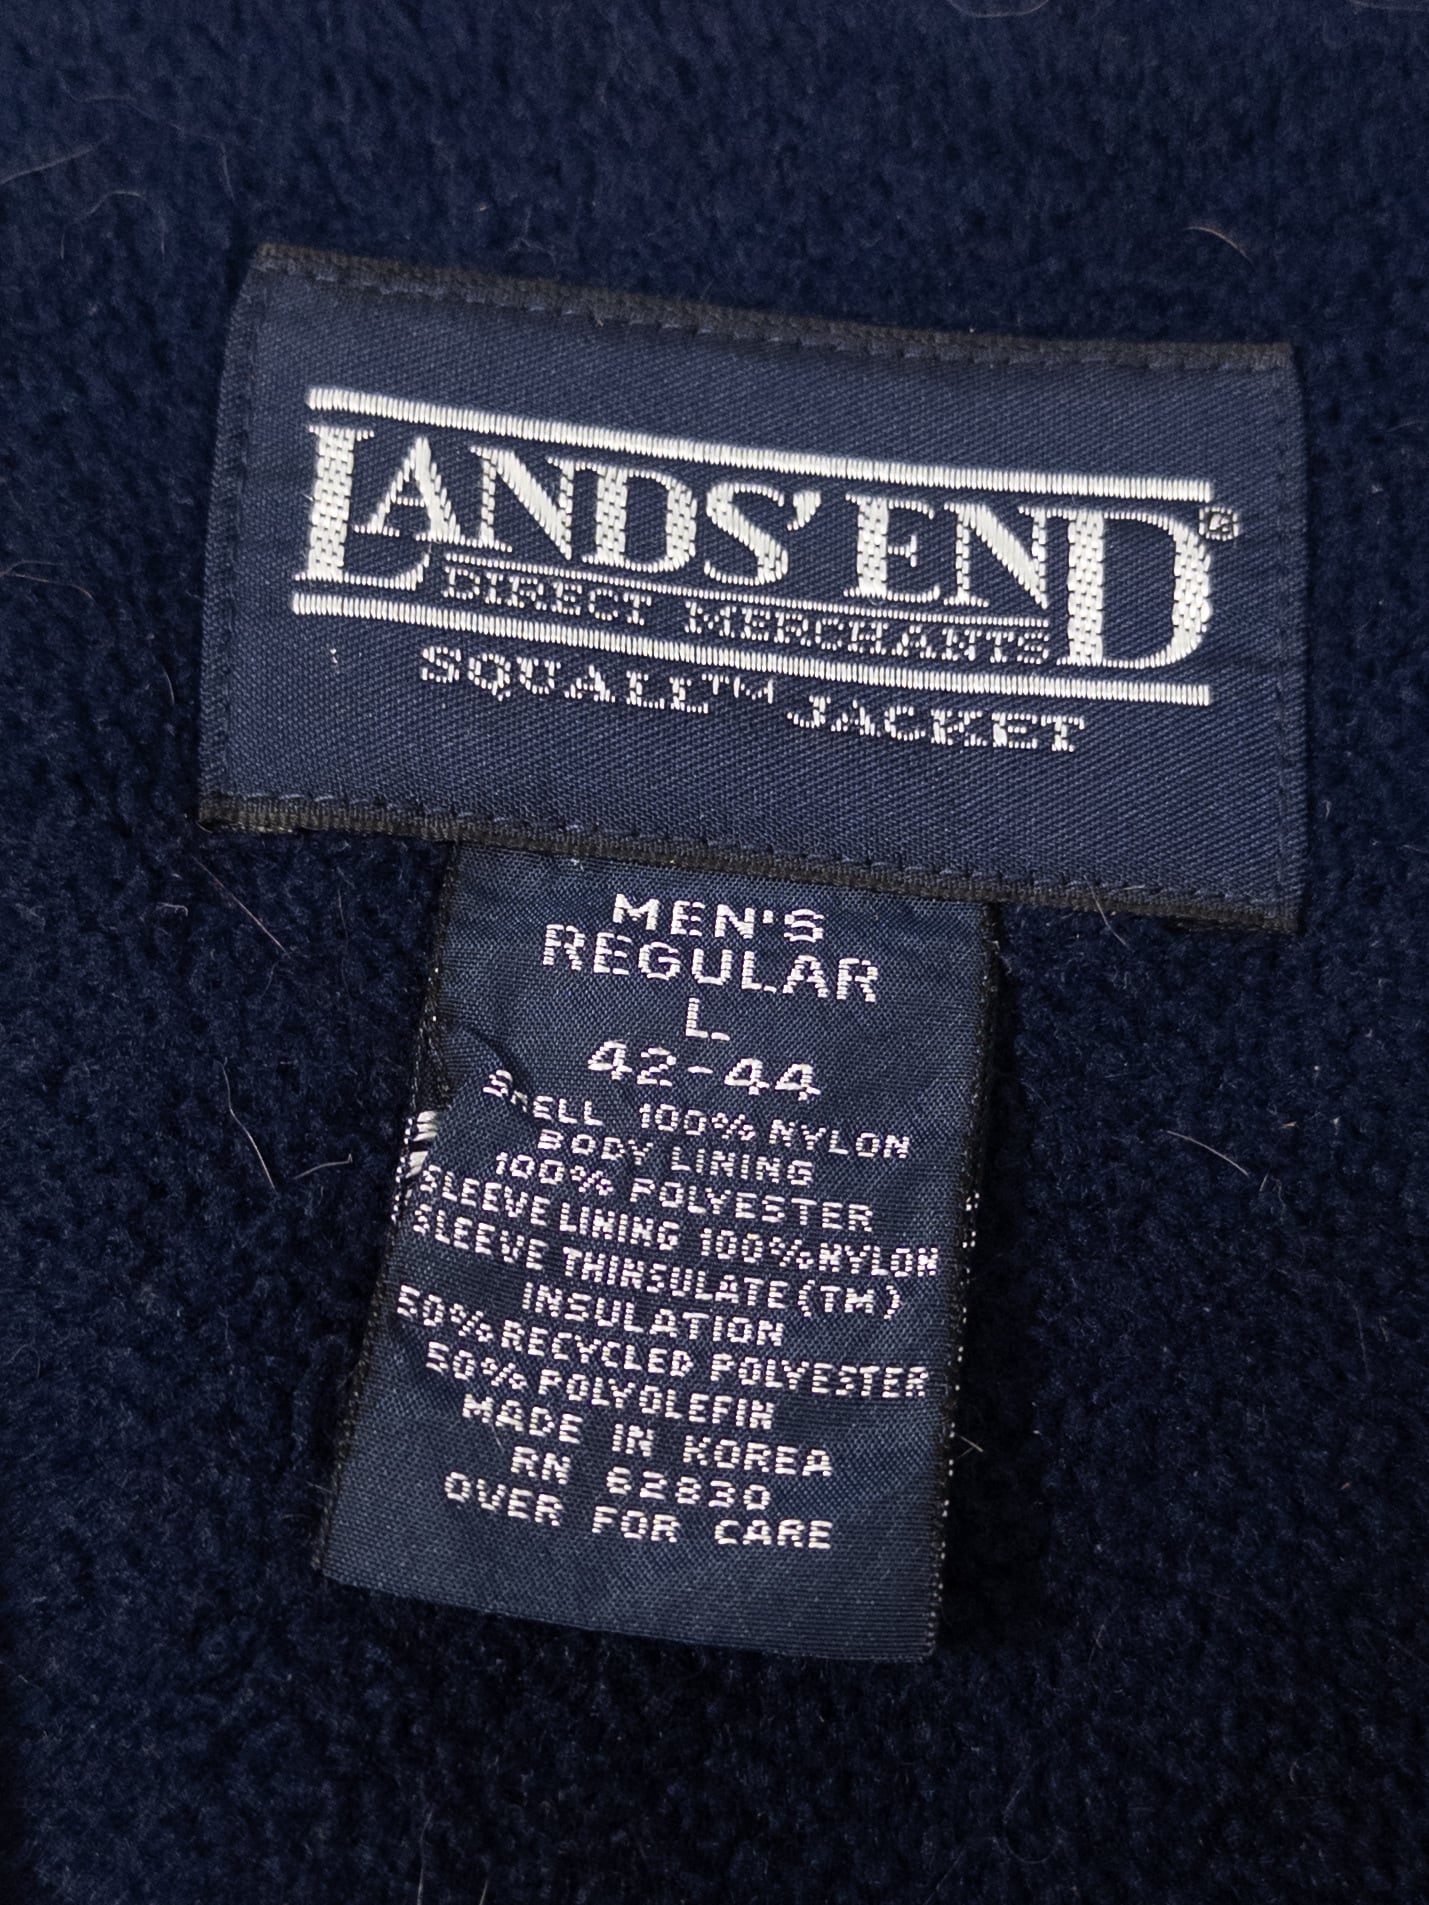 LANDS' END®
DIRECT MERCHANTS
SQUALL™ JACKET
MEN'S
REGULAR
L
42-44
SHELL 100% NYLON
BODY LINING
100% POLYESTER
SLEEVE LINING 100% NYLON
SLEEVE THINSULATE(TM)
INSULATION
50% RECYCLED POLYESTER
50% POLYOLEFIN
MADE IN KOREA
RN 62830
OVER FOR CARE